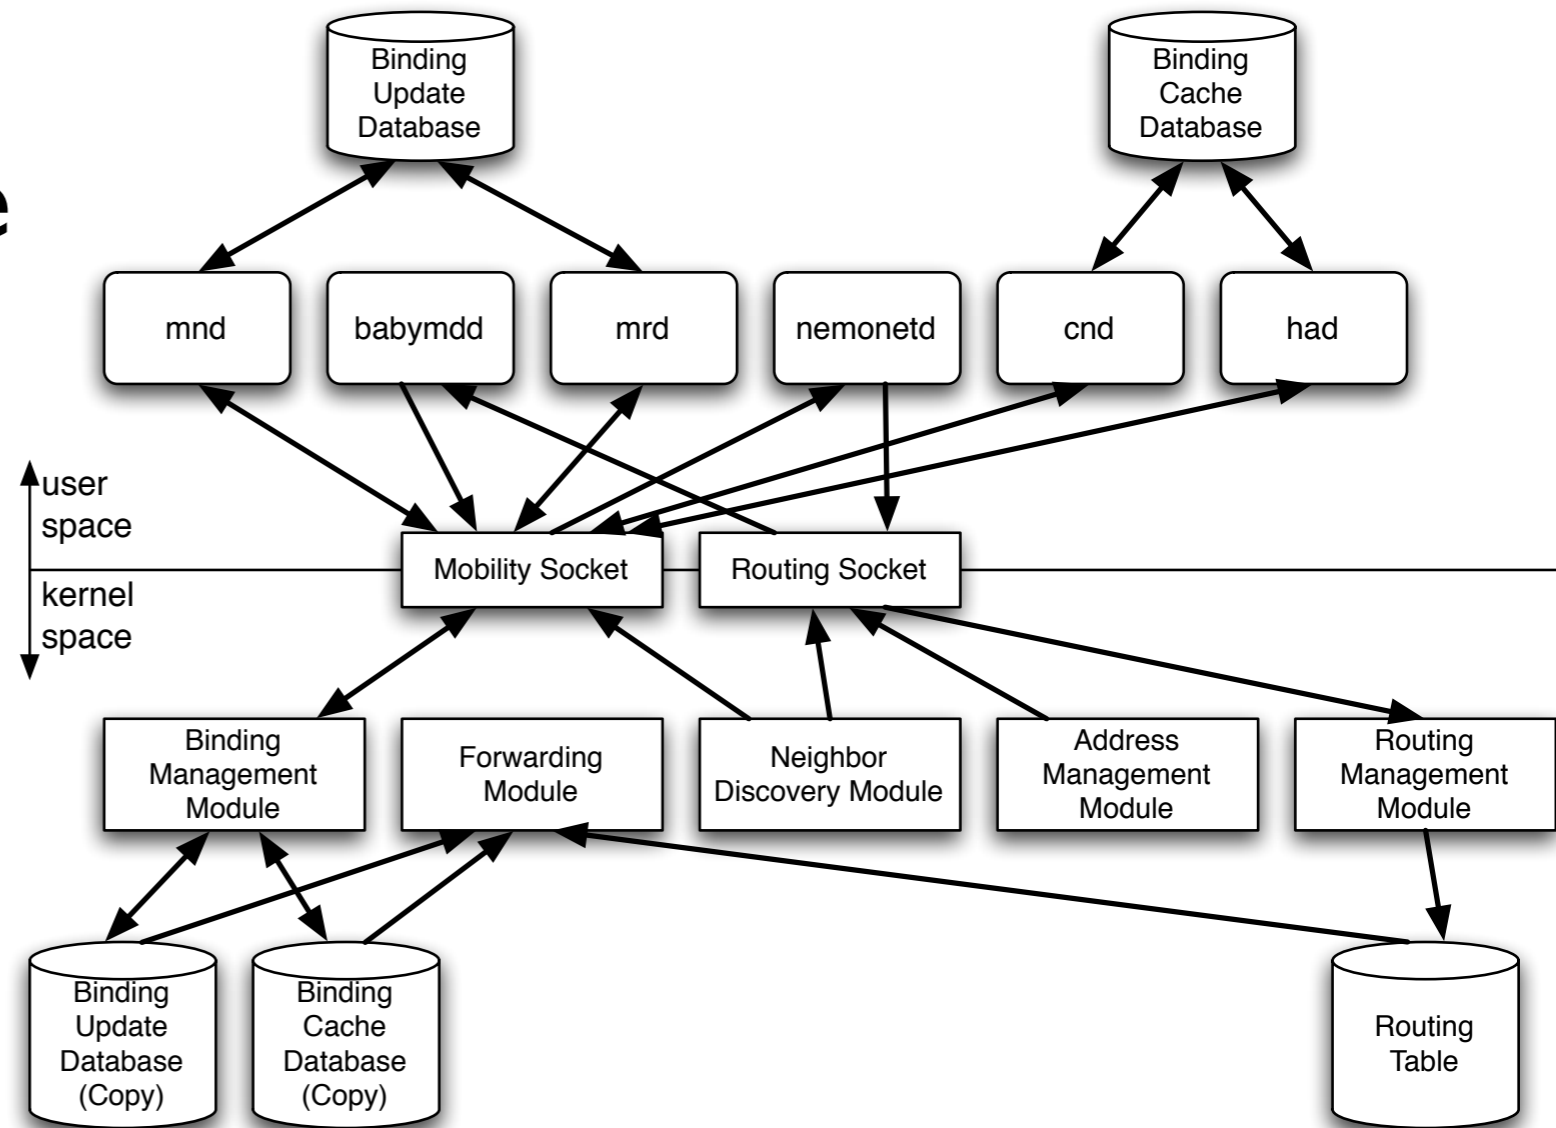 Binding
Update
Database
Binding
Cache
Database
e
mnd
babymdd
mrd
nemonetd
cnd
had
user
space
Mobility Socket
Routing Socket
kernel
space
Binding
Management
Module
Forwarding
Module
Neighbor
Discovery Module
Address
Management
Module
Routing
Management
Module
Binding
Update
Database
(Copy)
Binding
Cache
Database
(Copy)
Routing
Table